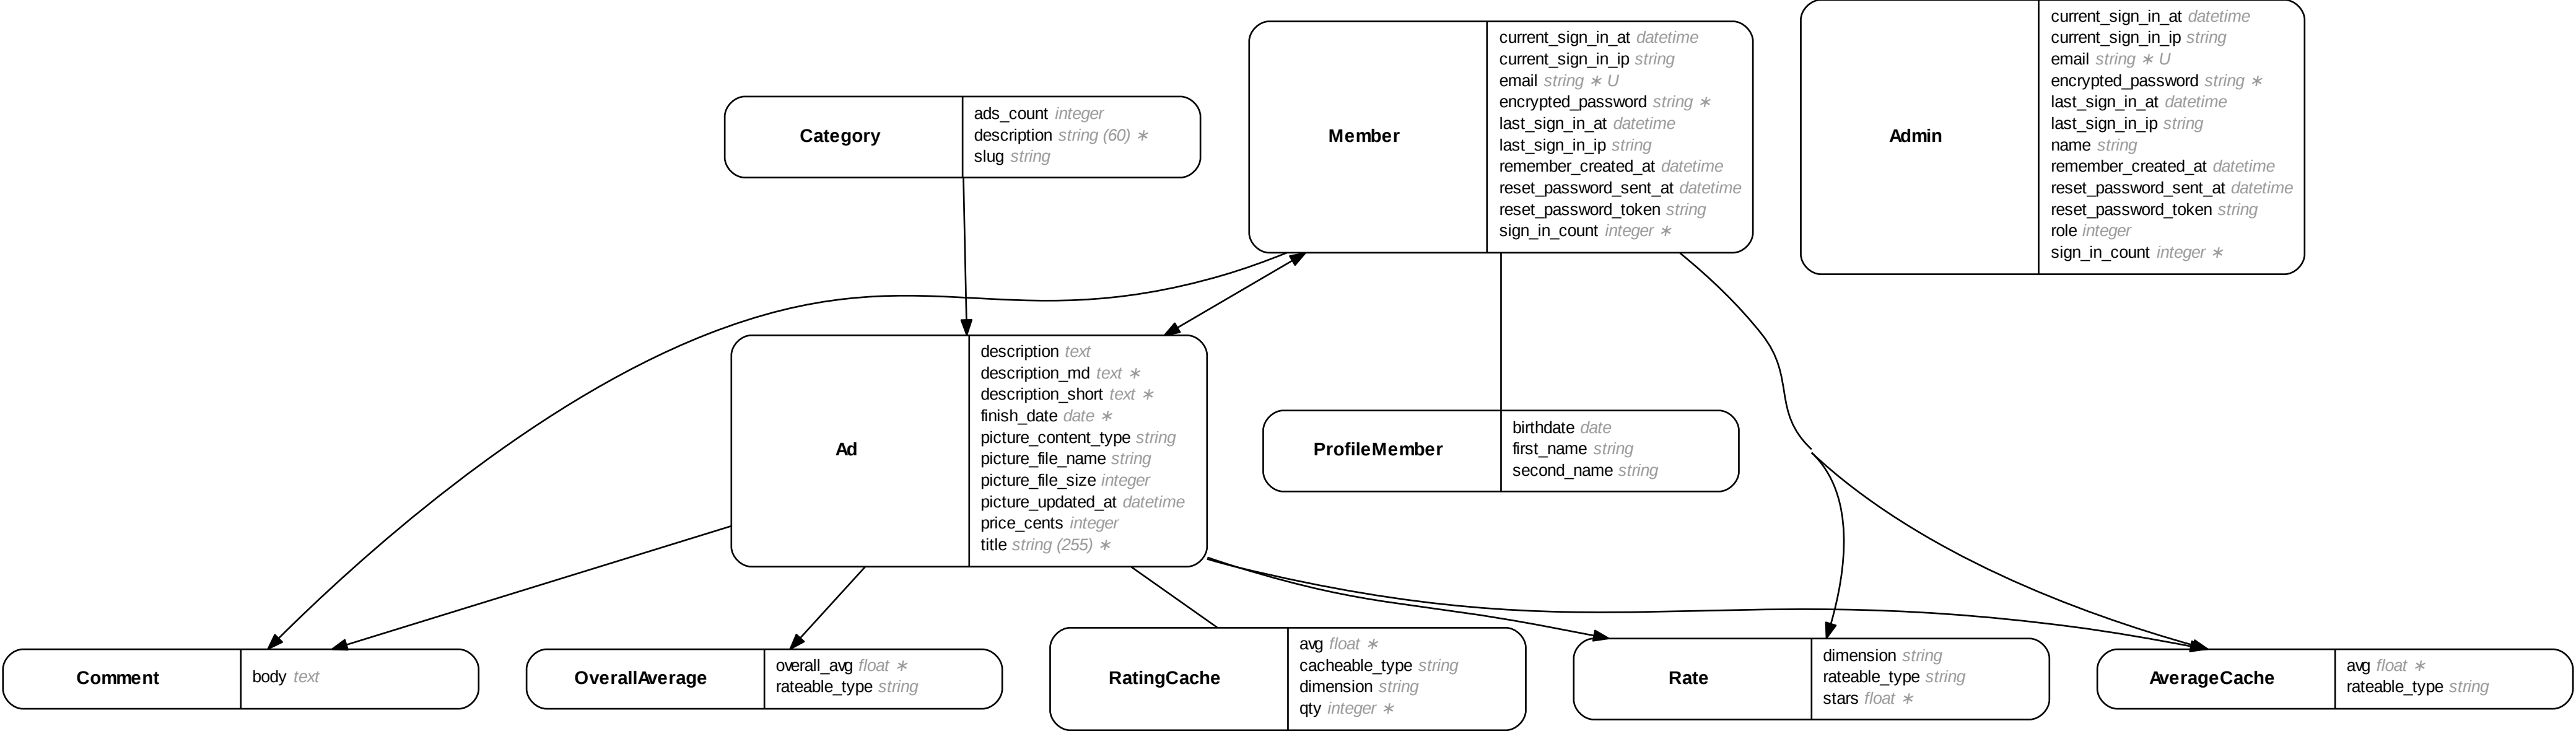 Category
ads_count integer
description string (60) ∗
slug string
Member
current_sign_in_at datetime
current_sign_in_ip string
email string ∗ U
encrypted_password string ∗
last_sign_in_at datetime
last_sign_in_ip string
remember_created_at datetime
reset_password_sent_at datetime
reset_password_token string
sign_in_count integer ∗
Admin
current_sign_in_at datetime
current_sign_in_ip string
email string ∗ U
encrypted_password string ∗
last_sign_in_at datetime
last_sign_in_ip string
name string
remember_created_at datetime
reset_password_sent_at datetime
reset_password_token string
role integer
sign_in_count integer ∗
Ad
description text
description_md text ∗
description_short text ∗
finish_date date ∗
picture_content_type string
picture_file_name string
picture_file_size integer
picture_updated_at datetime
price_cents integer
title string (255) ∗
ProfileMember
birthdate date
first_name string
second_name string
Comment
body text
OverallAverage
overall_avg float ∗
rateable_type string
RatingCache
avg float ∗
cacheable_type string
dimension string
qty integer ∗
Rate
dimension string
rateable_type string
stars float ∗
AverageCache
avg float ∗
rateable_type string